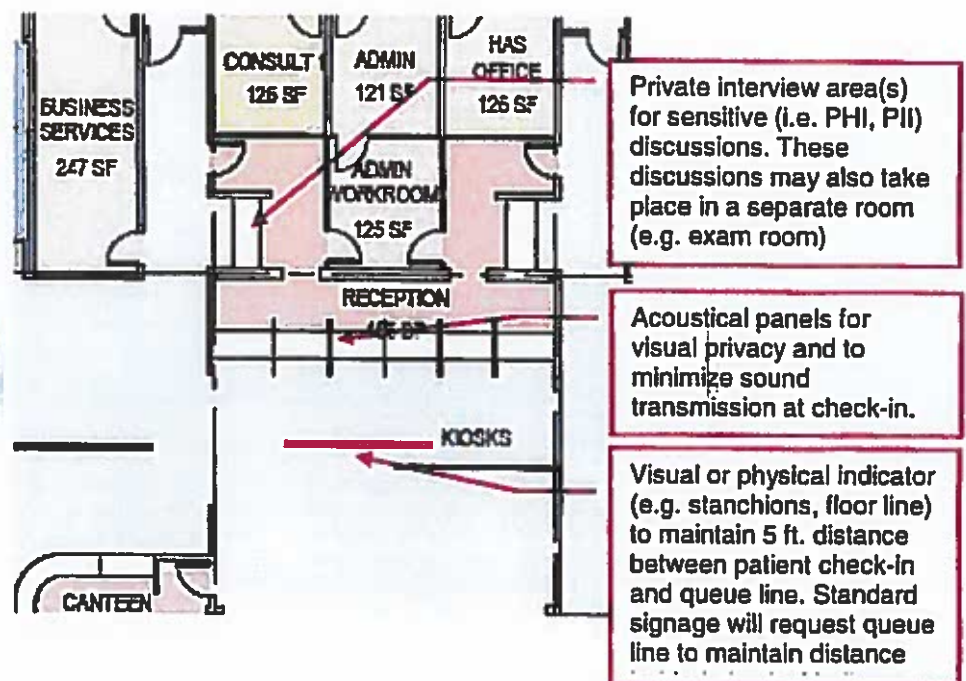 CONSULT
126 SF
ADMIN
121 SF
HAS
OFFICE
126 SF
BUSINESS
SERVICES
247 SF
ADMIN
WORKROOM
125 SF
RECEPTION
SF
KIOSKS
CANTEEN
Private interview area(s)
for sensitive (i.e. PHI, PII)
discussions. These
discussions may also take
place in a separate room
(e.g. exam room)
Acoustical panels for
visual privacy and to
minimize sound
transmission at check-in.
Visual or physical indicator
(e.g. stanchions, floor line)
to maintain 5 ft. distance
between patient check-in
and queue line. Standard
signage will request queue
line to maintain distance